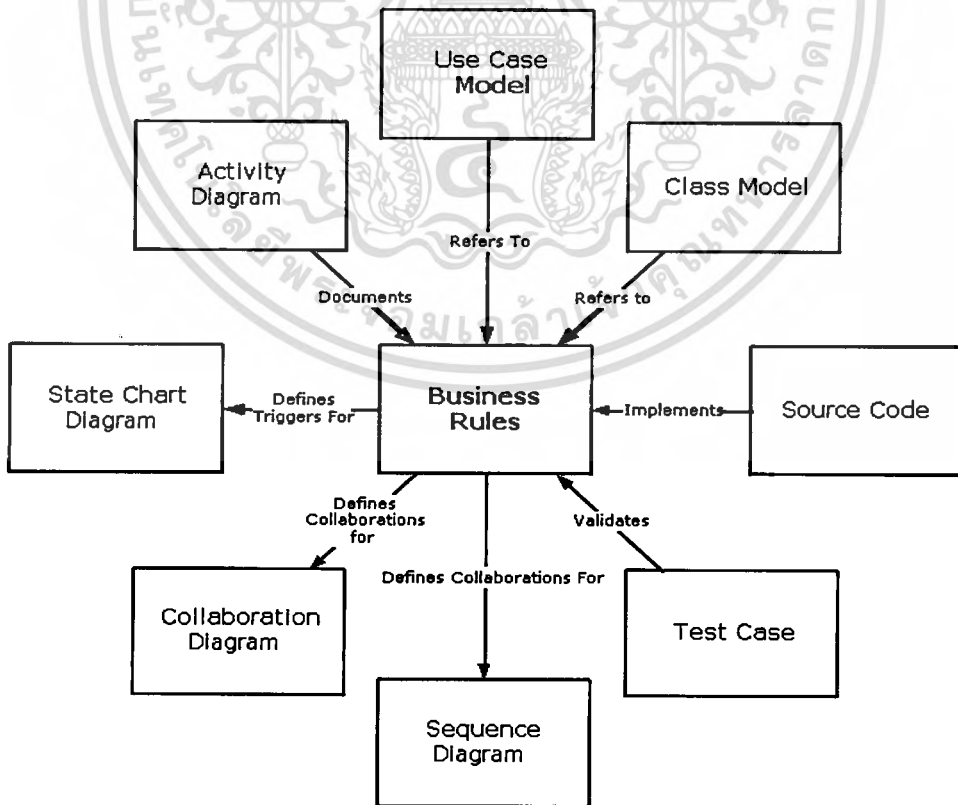 Use Case
Model
Activity
Diagram
Class Model
Refers To
Documents
Refers to
State Chart
Diagram
Defines
Triggers For
Business
Rules
Implements
Source Code
Defines
Collaborations
for
Validates
Defines Collaborations For
Collaboration
Diagram
Test Case
Sequence
Diagram